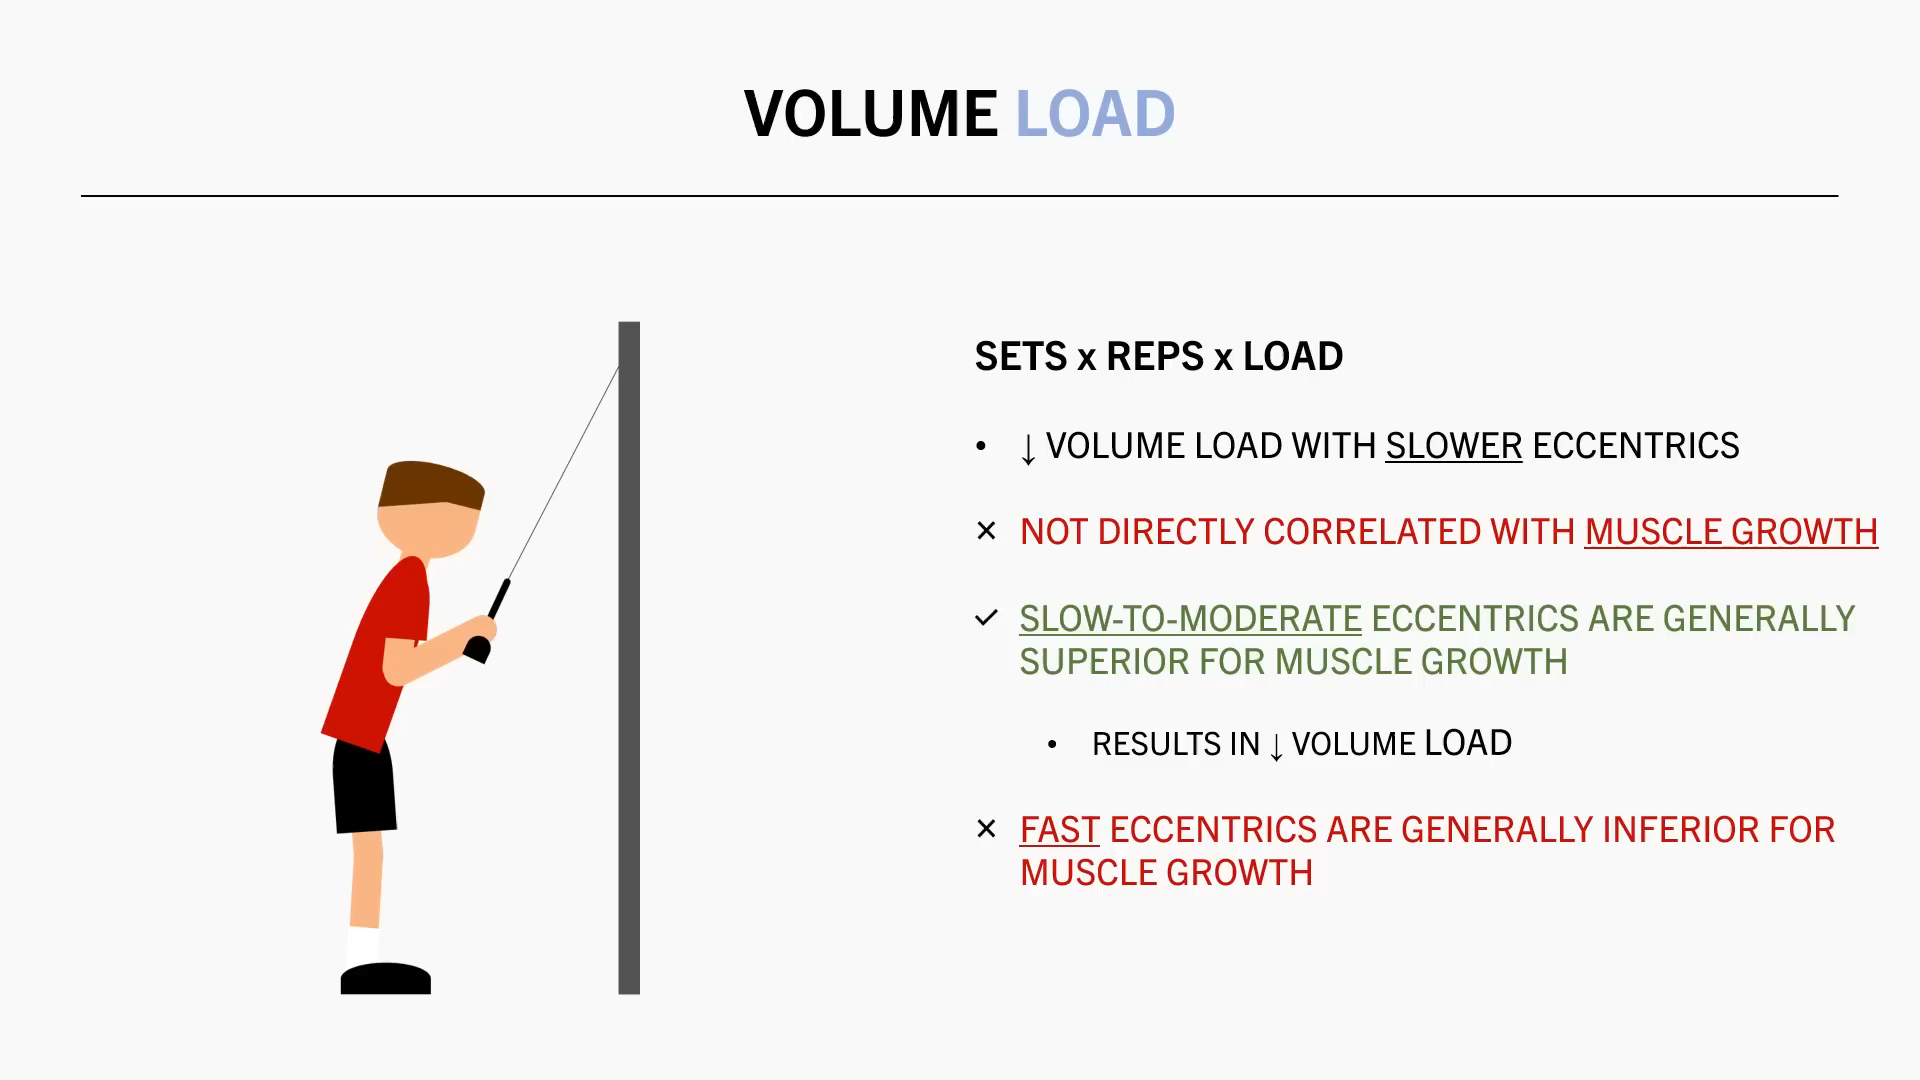 VOLUME LOAD
SETS x REPS x LOAD
• ↓ VOLUME LOAD WITH SLOWER ECCENTRICS
✕ NOT DIRECTLY CORRELATED WITH MUSCLE GROWTH
✓ SLOW-TO-MODERATE ECCENTRICS ARE GENERALLY
SUPERIOR FOR MUSCLE GROWTH
• RESULTS IN ↓ VOLUME LOAD
✕ FAST ECCENTRICS ARE GENERALLY INFERIOR FOR
MUSCLE GROWTH